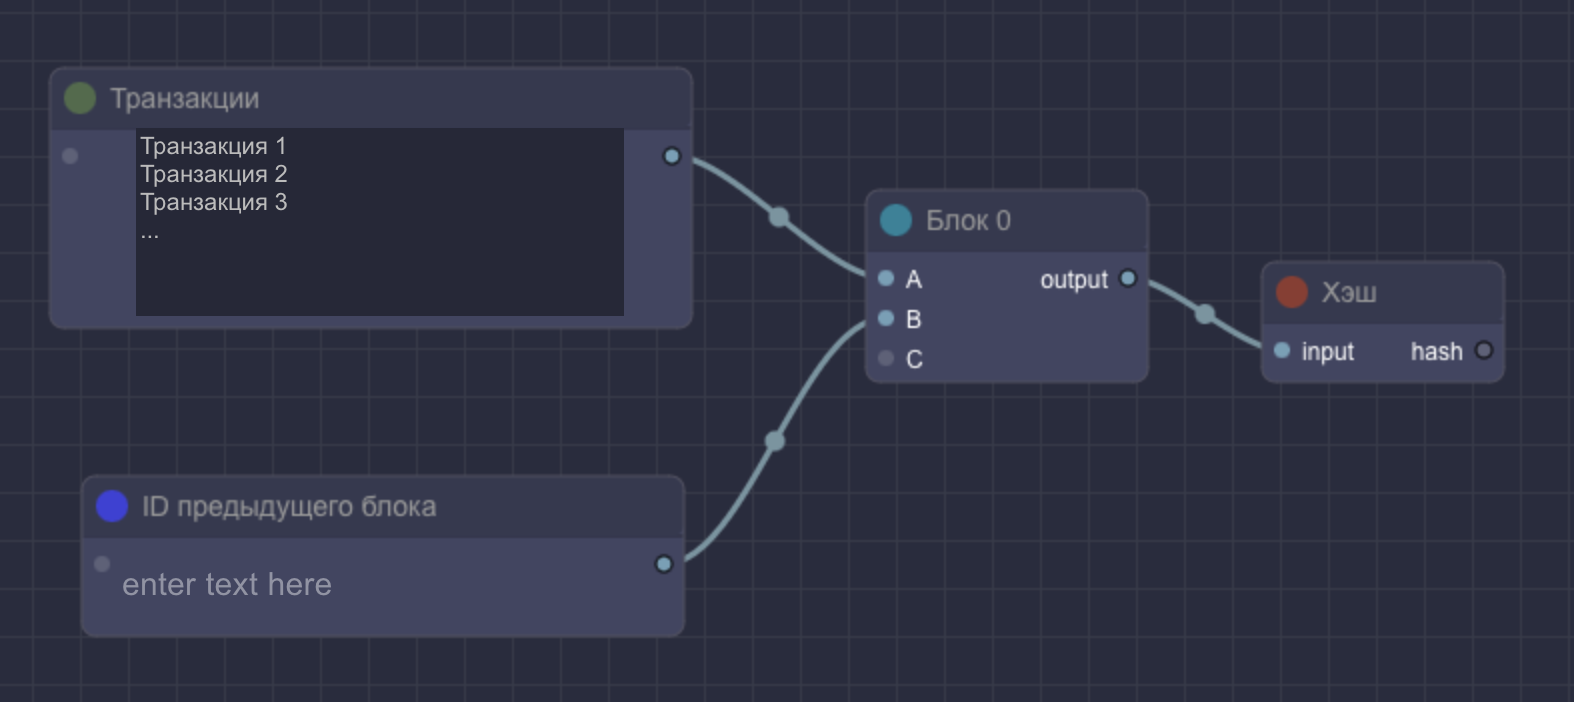 Транзакции
Транзакция 1
Транзакция 2
Транзакция 3
...
Блок 0
A output
B
C
Хэш
input hash
ID предыдущего блока
enter text here